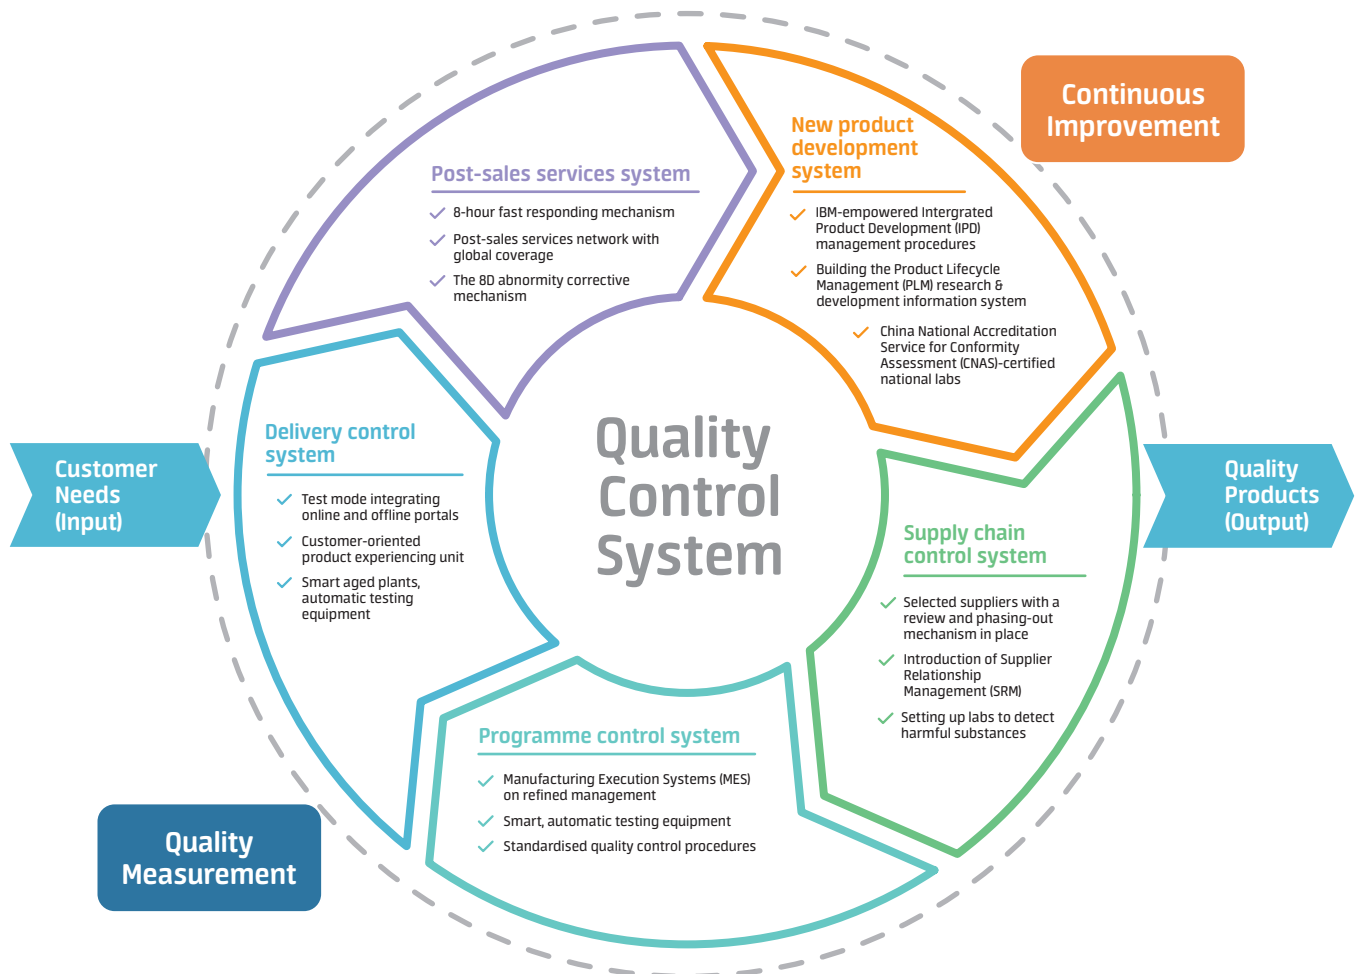 Continuous
Improvement
New product
development
system
IBM-empowered Intergrated
Product Development (IPD)
management procedures
Building the Product Lifecycle
Management (PLM) research &
development information system
China National Accreditation
Service for Conformity
Assessment (CNAS)-certified
national labs
Post-sales services system
8-hour fast responding mechanism
Post-sales services network with
global coverage
The 8D abnormity corrective
mechanism
Quality
Control
System
Customer
Needs
(Input)
Delivery control
system
Test mode integrating
online and offline portals
Customer-oriented
product experiencing unit
Smart aged plants,
automatic testing
equipment
Quality
Products
(Output)
Supply chain
control system
Selected suppliers with a
review and phasing-out
mechanism in place
Introduction of Supplier
Relationship
Management (SRM)
Setting up labs to detect
harmful substances
Programme control system
Manufacturing Execution Systems (MES)
on refined management
Smart, automatic testing equipment
Standardised quality control procedures
Quality
Measurement